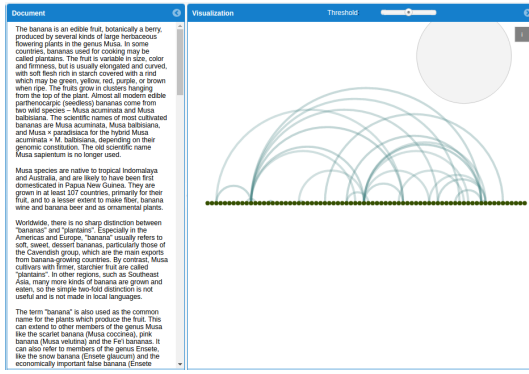 Document
The banana is an edible fruit, botanically a berry,
produced by several kinds of large herbaceous
flowering plants in the genus Musa. In some
countries, bananas used for cooking may be
called plantains. The fruit is variable in size, color
and firmness, but is usually elongated and curved,
with soft flesh rich in starch covered with a rind
which may be green, yellow, red, purple, or brown
when ripe. The fruits grow in clusters hanging
from the top of the plant. Almost all modern edible
parthenocarpic (seedless) bananas come from
two wild species – Musa acuminata and Musa
balbisiana. The scientific names of most cultivated
bananas are Musa acuminata, Musa balbisiana,
and Musa × paradisiaca for the hybrid Musa
acuminata × M. balbisiana, depending on their
genomic constitution. The old scientific name
Musa sapientum is no longer used.
Musa species are native to tropical Indomalaya
and Australia, and are likely to have been first
domesticated in Papua New Guinea. They are
grown in at least 107 countries, primarily for their
fruit, and to a lesser extent to make fiber, banana
wine and banana beer and as ornamental plants.
Worldwide, there is no sharp distinction between
"bananas" and "plantains". Especially in the
Americas and Europe, "banana" usually refers to
soft, sweet, dessert bananas, particularly those of
the Cavendish group, which are the main exports
from banana-growing countries. By contrast, Musa
cultivars with firmer, starchier fruit are called
"plantains". In other regions, such as Southeast
Asia, many more kinds of banana are grown and
eaten, so the simple two-fold distinction is not
useful and is not made in local languages.
The term "banana" is also used as the common
name for the plants which produce the fruit. This
can extend to other members of the genus Musa
like the scarlet banana (Musa coccinea), pink
banana (Musa velutina) and the Fe'i bananas. It
can also refer to members of the genus Ensete,
like the snow banana (Ensete glaucum) and the
economically important false banana (Ensete
Visualization
Threshold